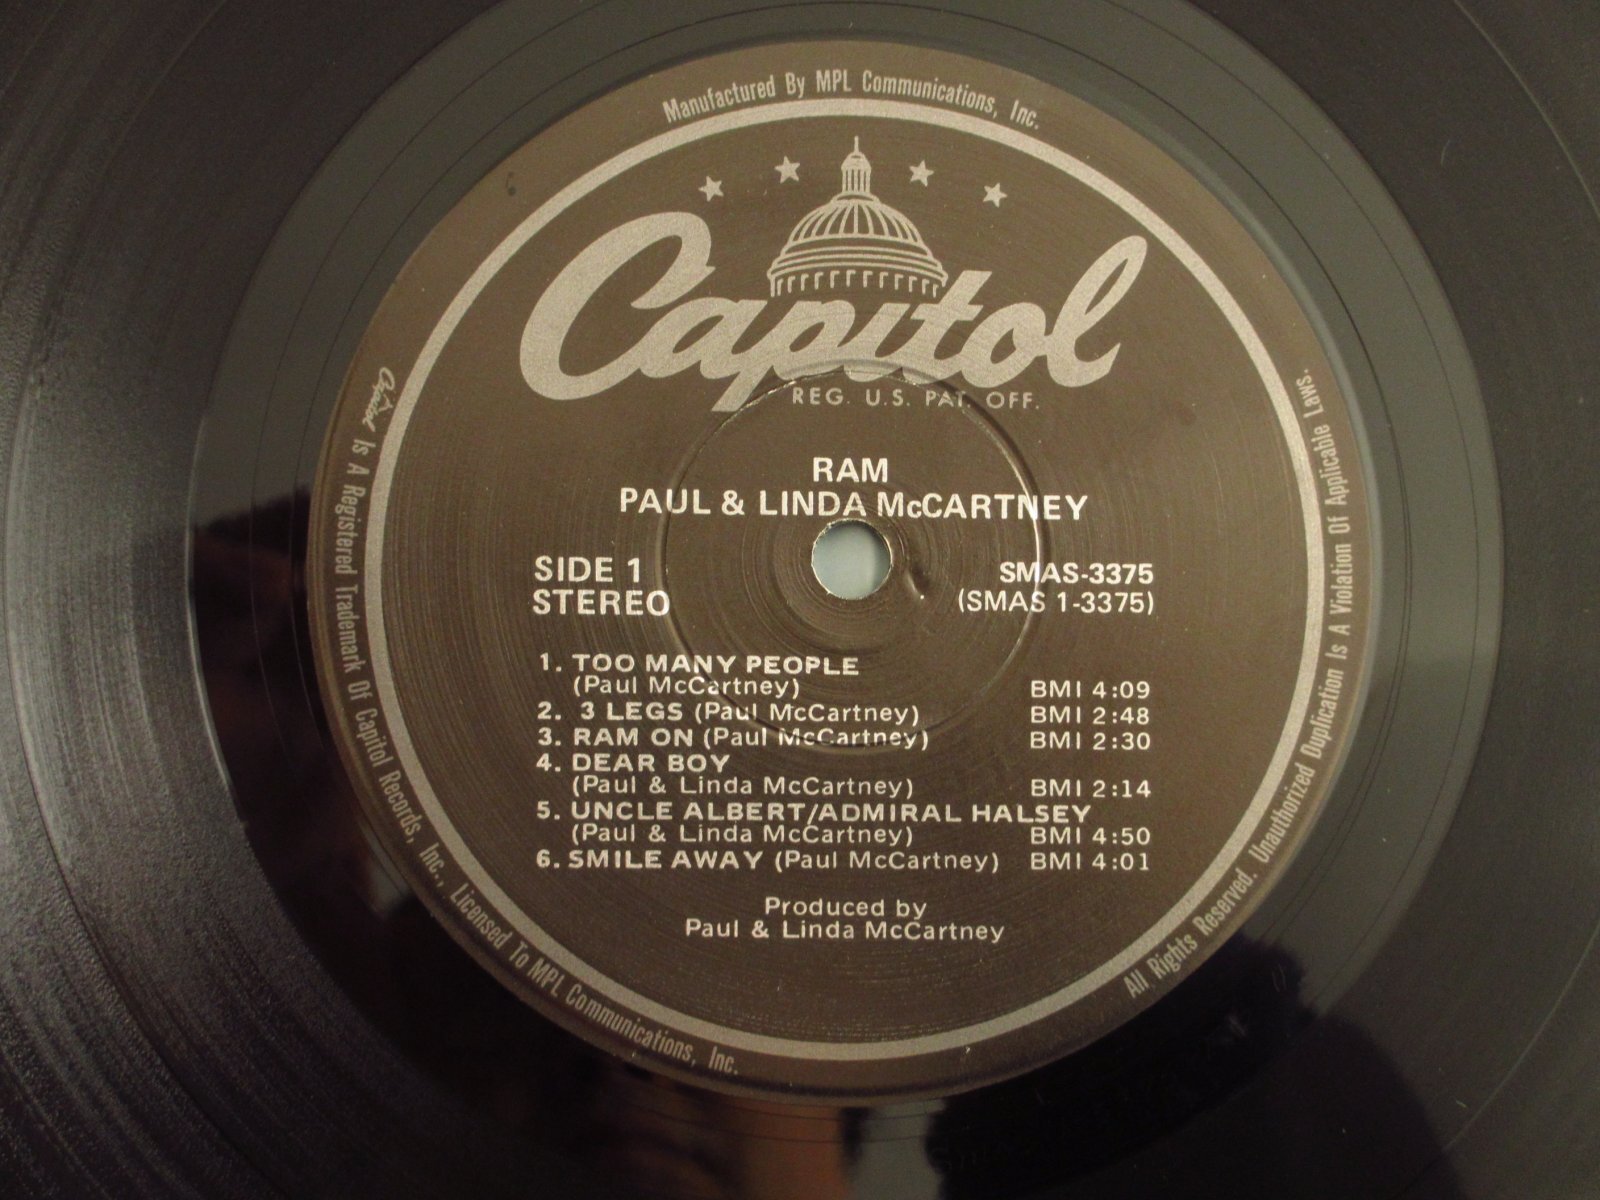 Manufactured By MPL Communications, Inc.
Capitol
REG. U.S. PAT. OFF.
RAM
PAUL & LINDA McCARTNEY
SIDE 1
STEREO
SMAS-3375
(SMAS 1-3375)
1. TOO MANY PEOPLE
(Paul McCartney) BMI 4:09
2. 3 LEGS (Paul McCartney) BMI 2:48
3. RAM ON (Paul McCartney) BMI 2:30
4. DEAR BOY
(Paul & Linda McCartney) BMI 2:14
5. UNCLE ALBERT/ADMIRAL HALSEY
(Paul & Linda McCartney) BMI 4:50
6. SMILE AWAY (Paul McCartney) BMI 4:01
Produced by
Paul & Linda McCartney
Capitol Is A Registered Trademark Of Capitol Records, Inc., Licensed To MPL Communications, Inc.
All Rights Reserved. Unauthorized Duplication Is A Violation Of Applicable Laws.